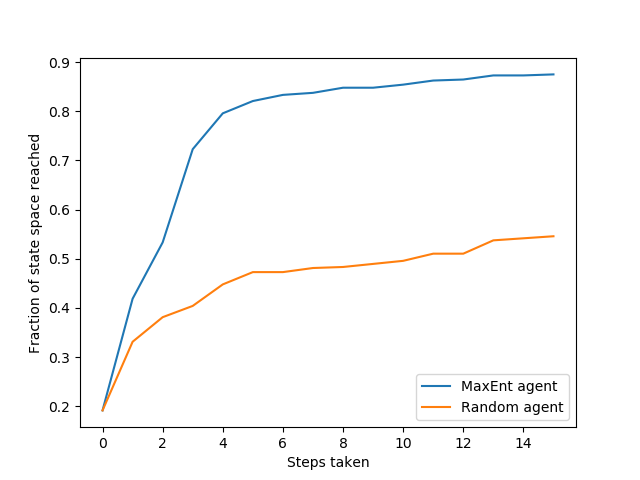 0.9
0.8
0.7
0.6
0.5
0.4
0.3
0.2
Fraction of state space reached
MaxEnt agent
Random agent
0 2 4 6 8 10 12 14
Steps taken